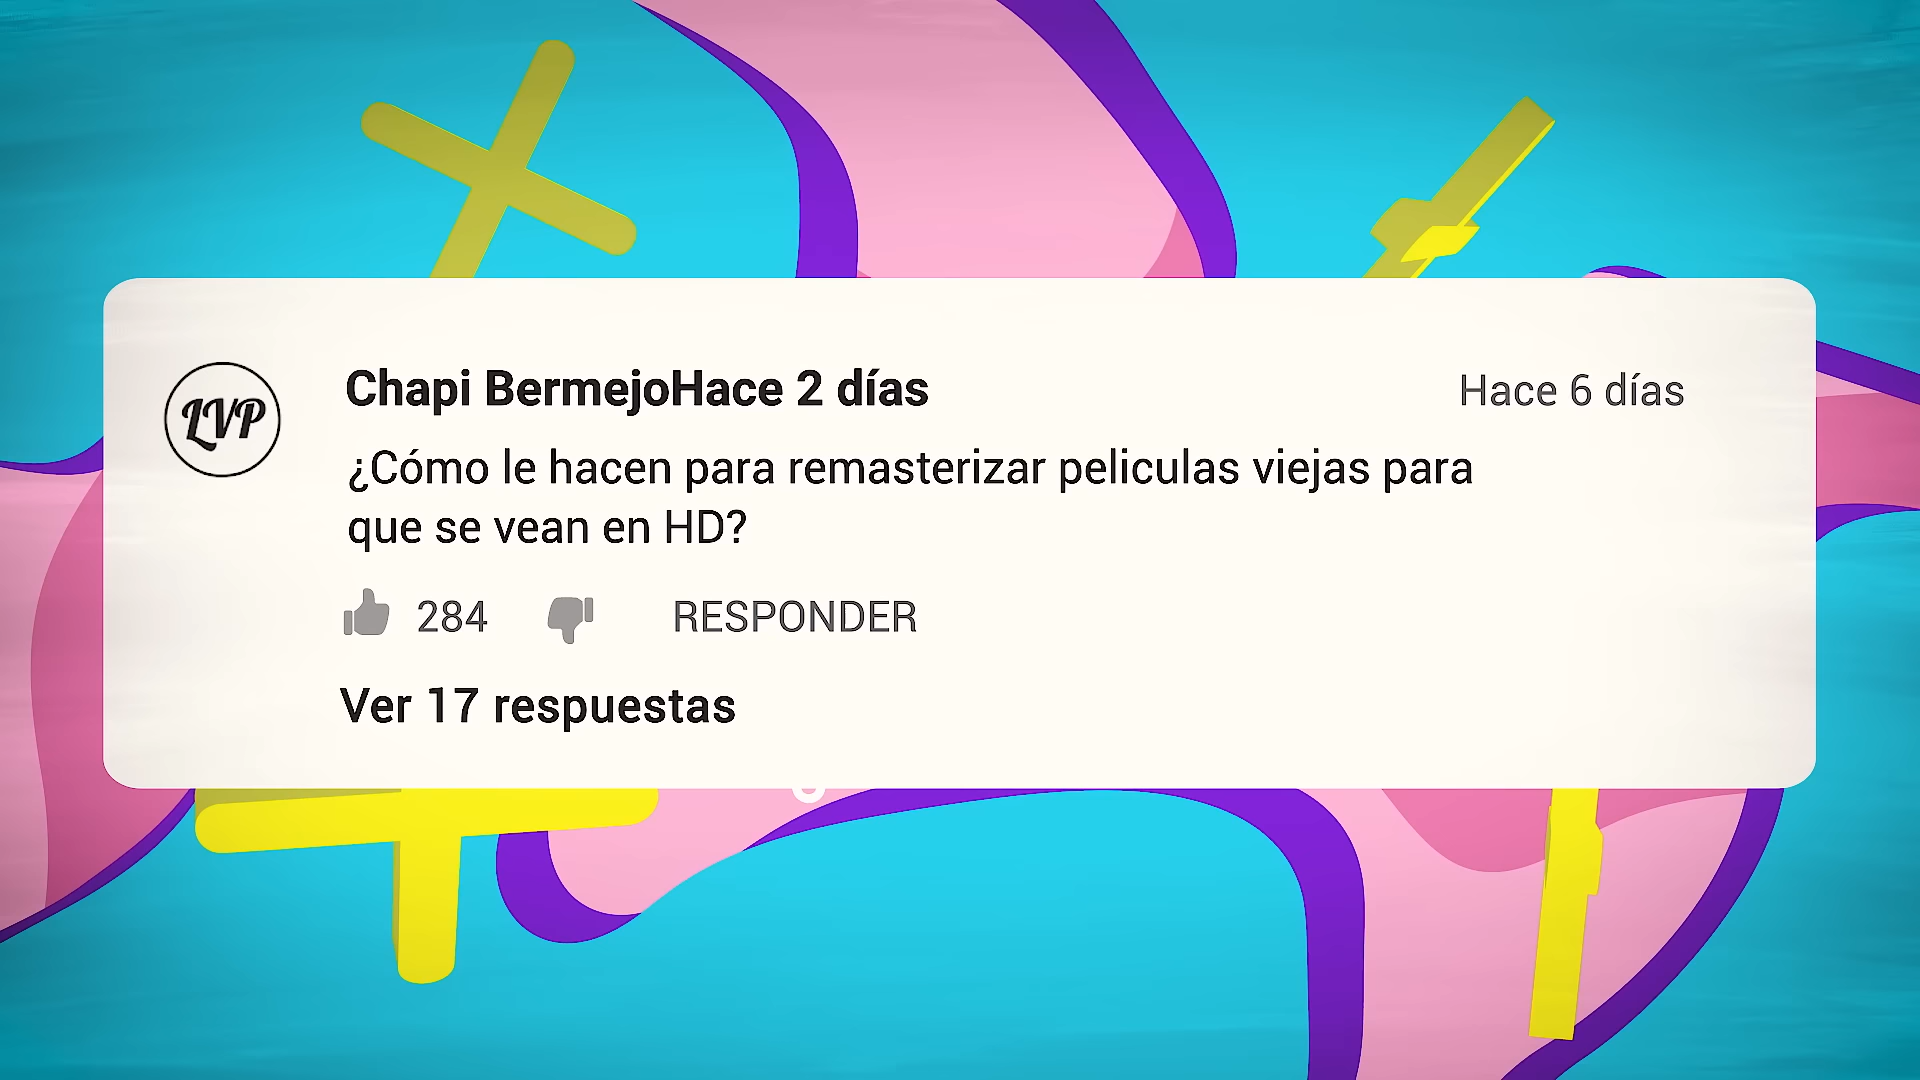 LVP
Chapi BermejoHace 2 días
Hace 6 días
¿Cómo le hacen para remasterizar peliculas viejas para
que se vean en HD?
284
RESPONDER
Ver 17 respuestas